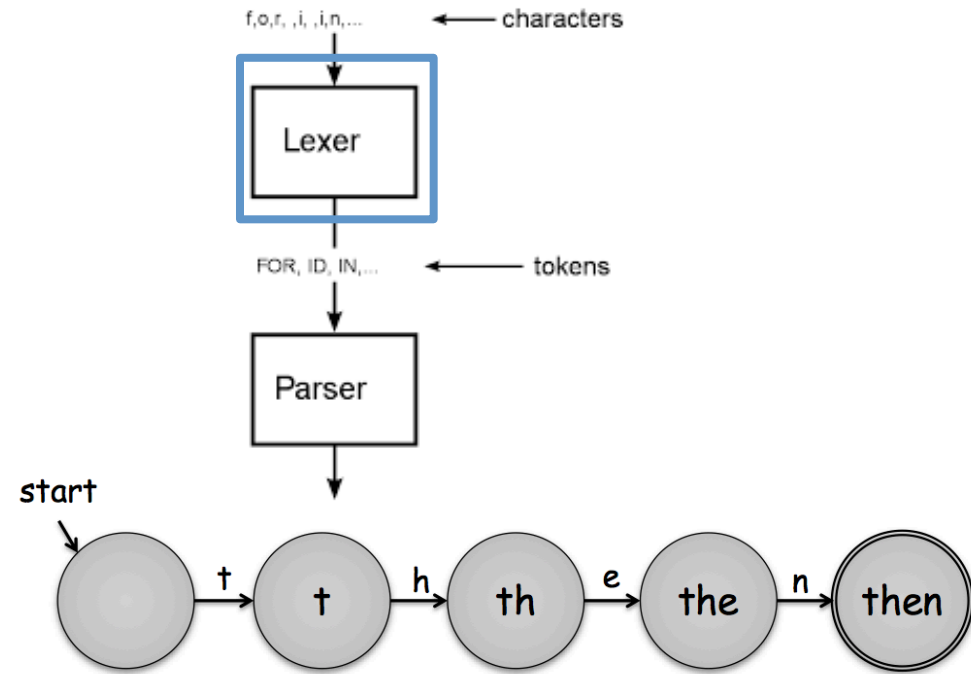 f,o,r, ,i, ,i,n,... characters
Lexer
FOR, ID, IN,... tokens
Parser
start
t h e n
t th the then